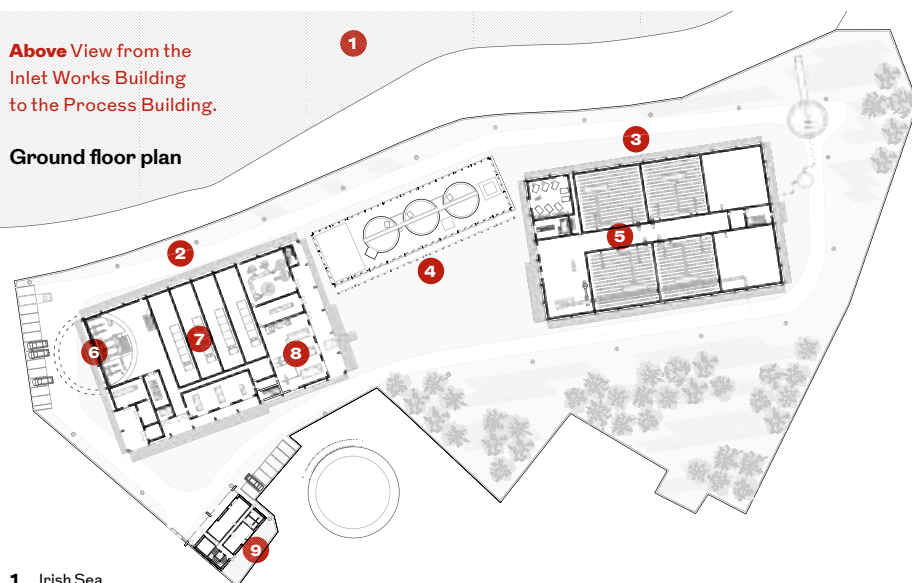 Above View from the
Inlet Works Building
to the Process Building.
Ground floor plan
1
3
2
5
4
7
6
8
9
1 Irish Sea